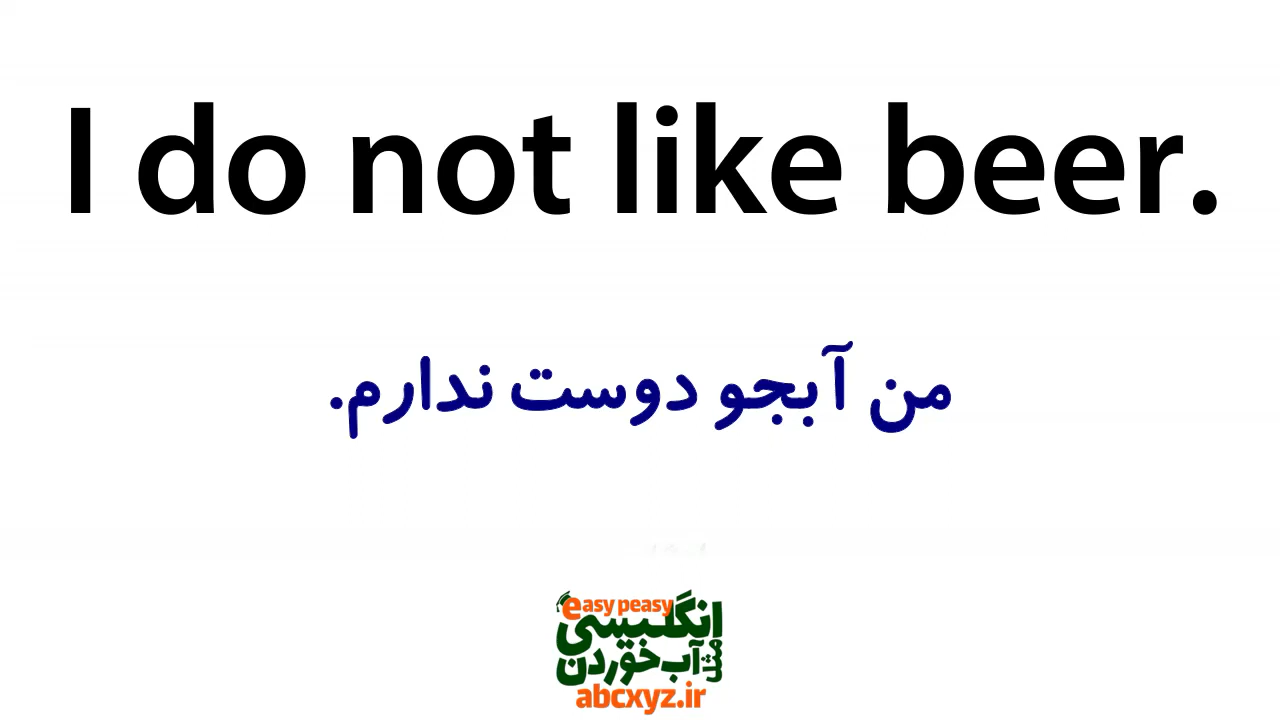 I do not like beer.
من آبجو دوست ندارم.
easy peasy
انگلیسی
مثل آب خوردن
abcxyz.ir